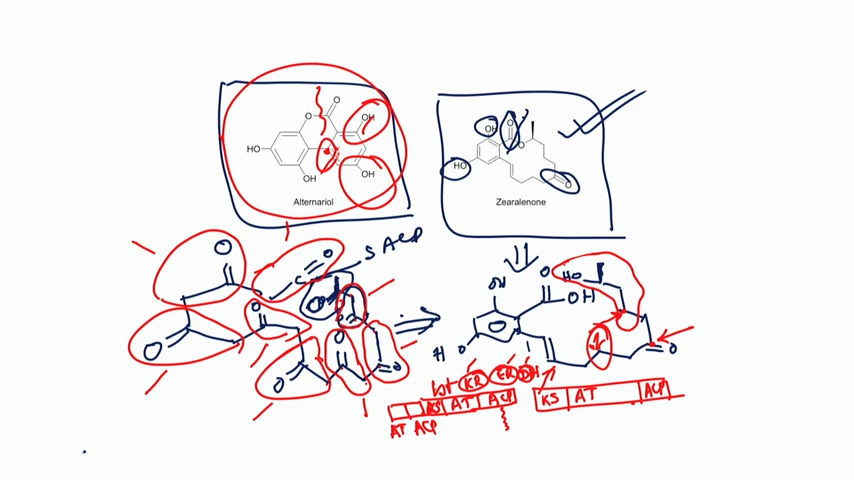 O
O
OH
HO
OH
OH
Alternariol
OH
O
O
HO
O
Zearalenone
O
C
O
S ACP
O
O
O
O
O
O
OH
O
HO
OH
HO
O
KR
ER
DH
KS
AT
ACP
AT ACP
KS
AT
ACP